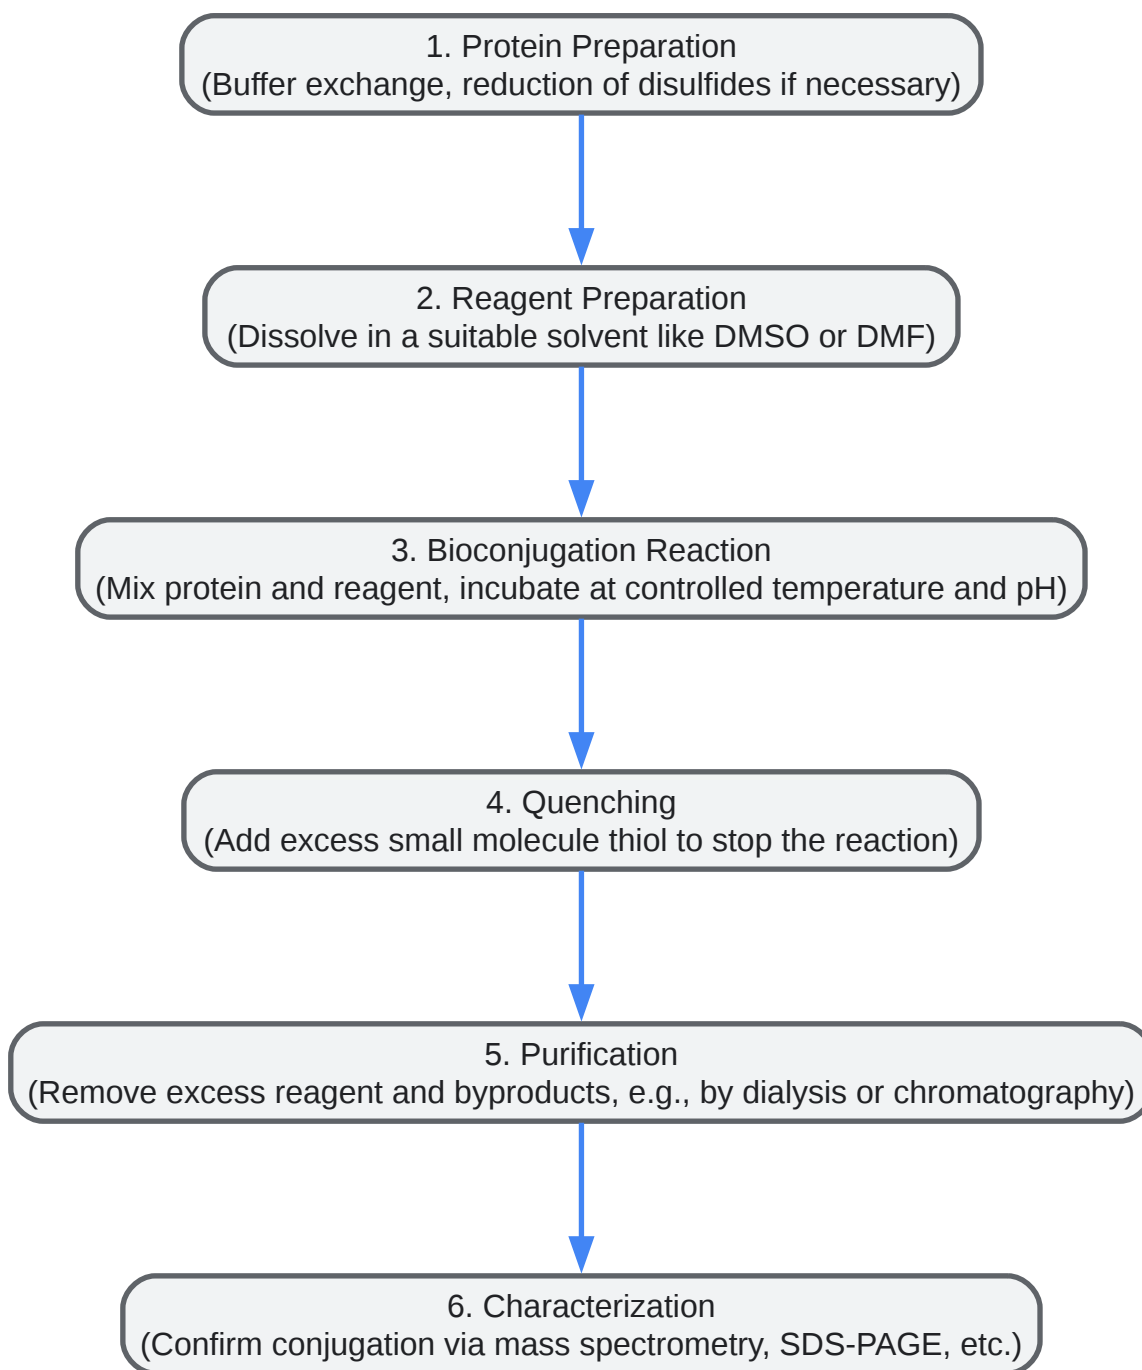 1. Protein Preparation
(Buffer exchange, reduction of disulfides if necessary)
2. Reagent Preparation
(Dissolve in a suitable solvent like DMSO or DMF)
3. Bioconjugation Reaction
(Mix protein and reagent, incubate at controlled temperature and pH)
4. Quenching
(Add excess small molecule thiol to stop the reaction)
5. Purification
(Remove excess reagent and byproducts, e.g., by dialysis or chromatography)
6. Characterization
(Confirm conjugation via mass spectrometry, SDS-PAGE, etc.)